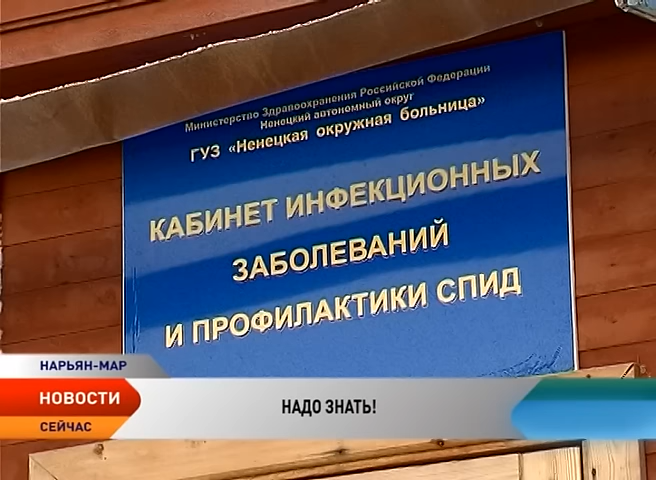 Министерство Здравоохранения Российской Федерации
Ненецкий автономный округ
ГУЗ «Ненецкая окружная больница»
КАБИНЕТ ИНФЕКЦИОННЫХ
ЗАБОЛЕВАНИЙ
И ПРОФИЛАКТИКИ СПИД
НАРЬЯН-МАР
НОВОСТИ
НАДО ЗНАТЬ!
СЕЙЧАС